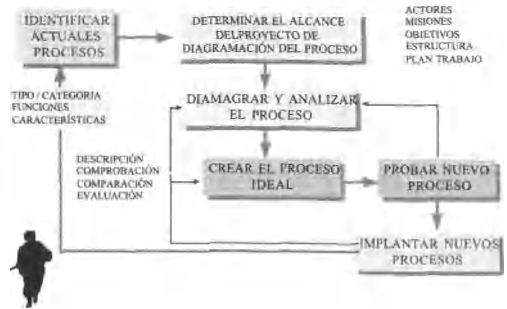 IDENTIFICAR
ACTUALES
PROCESOS
DETERMINAR EL ALCANCE
DELPROYECTO DE
DIAGRAMACIÓN DEL PROCESO
ACTORES
MISIONES
OBJETIVOS
ESTRUCTURA
PLAN TRABAJO
TIPO / CATEGORIA
FUNCIONES
CARACTERÍSTICAS
DIAMAGRAR Y ANALIZAR
EL PROCESO
DESCRIPCIÓN
COMPROBACIÓN
COMPARACIÓN
EVALUACIÓN
CREAR EL PROCESO
IDEAL
PROBAR NUEVO
PROCESO
IMPLANTAR NUEVOS
PROCESOS